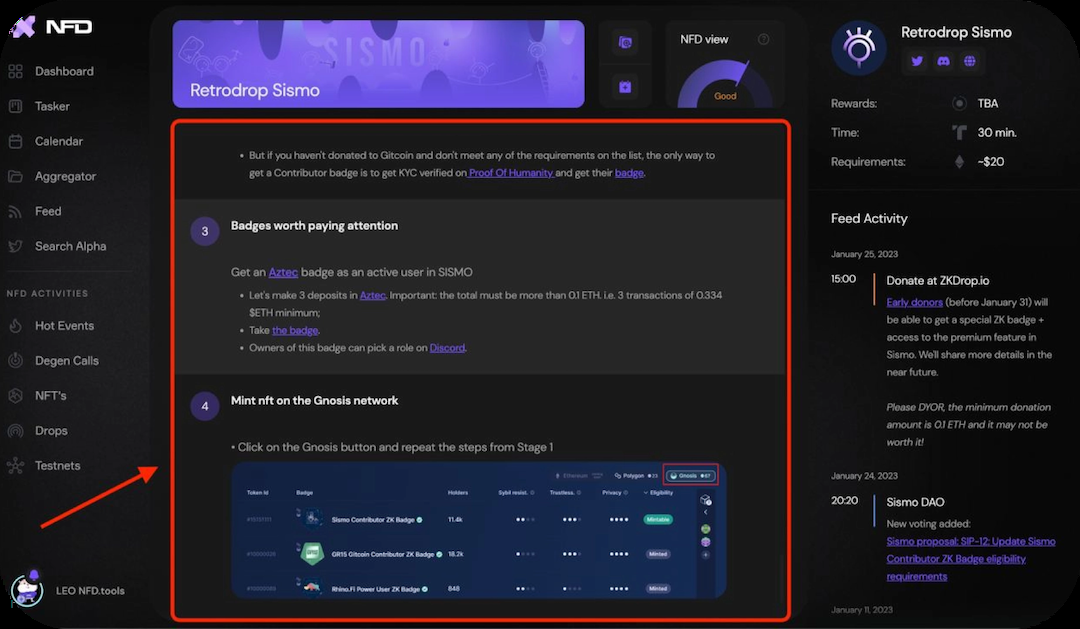 NFD
Dashboard
Tasker
Calendar
Aggregator
Feed
Search Alpha
NFD ACTIVITIES
Hot Events
Degen Calls
NFT's
Drops
Testnets
LEO NFD.tools
SISMO
Retrodrop Sismo
NFD view
Good
• But if you haven't donated to Gitcoin and don't meet any of the requirements on the list, the only way to
get a Contributor badge is to get KYC verified on Proof Of Humanity and get their badge.
3
Badges worth paying attention
Get an Aztec badge as an active user in SISMO
• Let's make 3 deposits in Aztec. Important: the total must be more than 0.1 ETH. i.e. 3 transactions of 0.334
$ETH minimum;
• Take the badge.
• Owners of this badge can pick a role on Discord.
4
Mint nft on the Gnosis network
• Click on the Gnosis button and repeat the steps from Stage 1
Ethereum Polygon 23 Gnosis 67
Token Id Badge Holders Sybil resist. Trustless. Privacy Eligibility
Sismo Contributor ZK Badge 11.4k Mintable
GR15 Gitcoin Contributor ZK Badge 18.2k Minted
Rhino.Fi Power User ZK Badge 848 Minted
Retrodrop Sismo
Rewards: TBA
Time: 30 min.
Requirements: ~$20
Feed Activity
January 25, 2023
15:00
Donate at ZKDrop.io
Early donors (before January 31) will
be able to get a special ZK badge +
access to the premium feature in
Sismo. We'll share more details in the
near future.
Please DYOR, the minimum donation
amount is 0.1 ETH and it may not be
worth it!
January 24, 2023
20:20
Sismo DAO
New voting added:
Sismo proposal: SIP-12: Update Sismo
Contributor ZK Badge eligibility
requirements
January 11, 2023